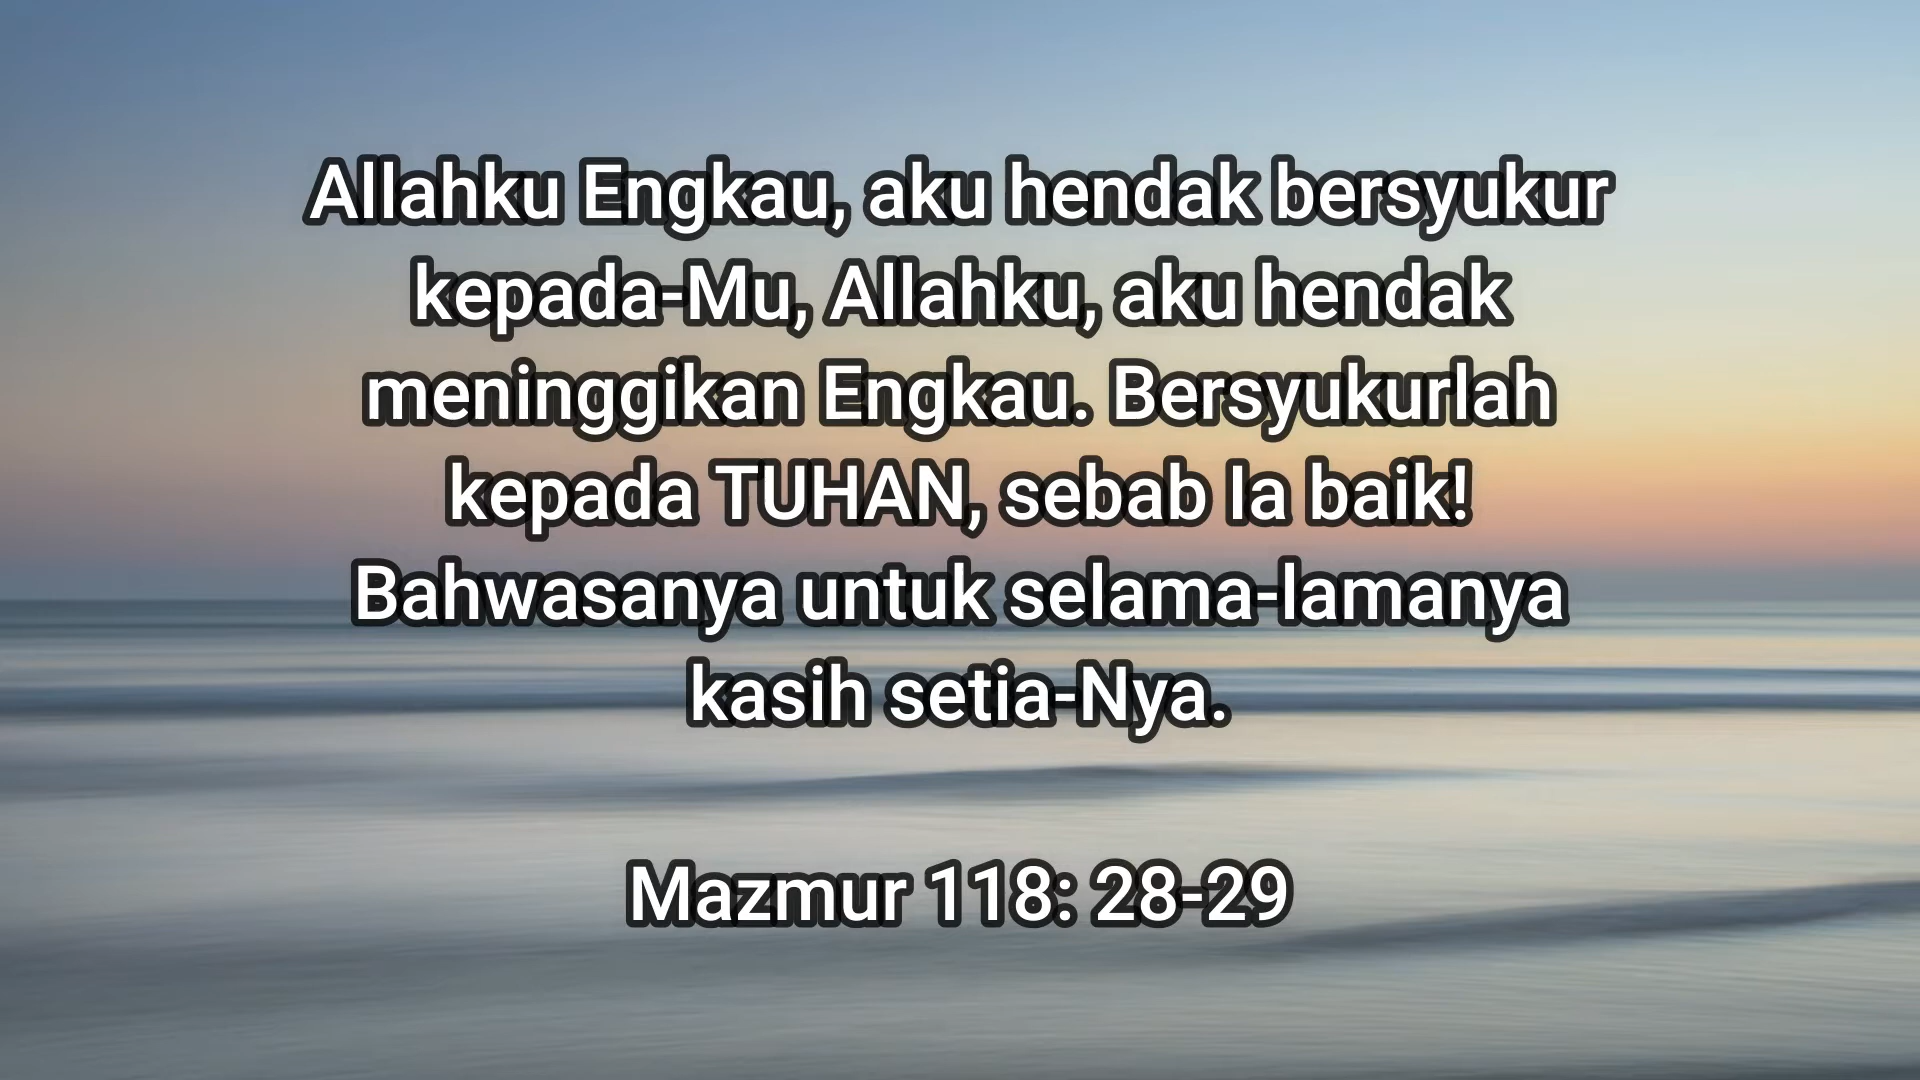 Allahku Engkau, aku hendak bersyukur
kepada-Mu, Allahku, aku hendak
meninggikan Engkau. Bersyukurlah
kepada TUHAN, sebab Ia baik!
Bahwasanya untuk selama-lamanya
kasih setia-Nya.
Mazmur 118: 28-29